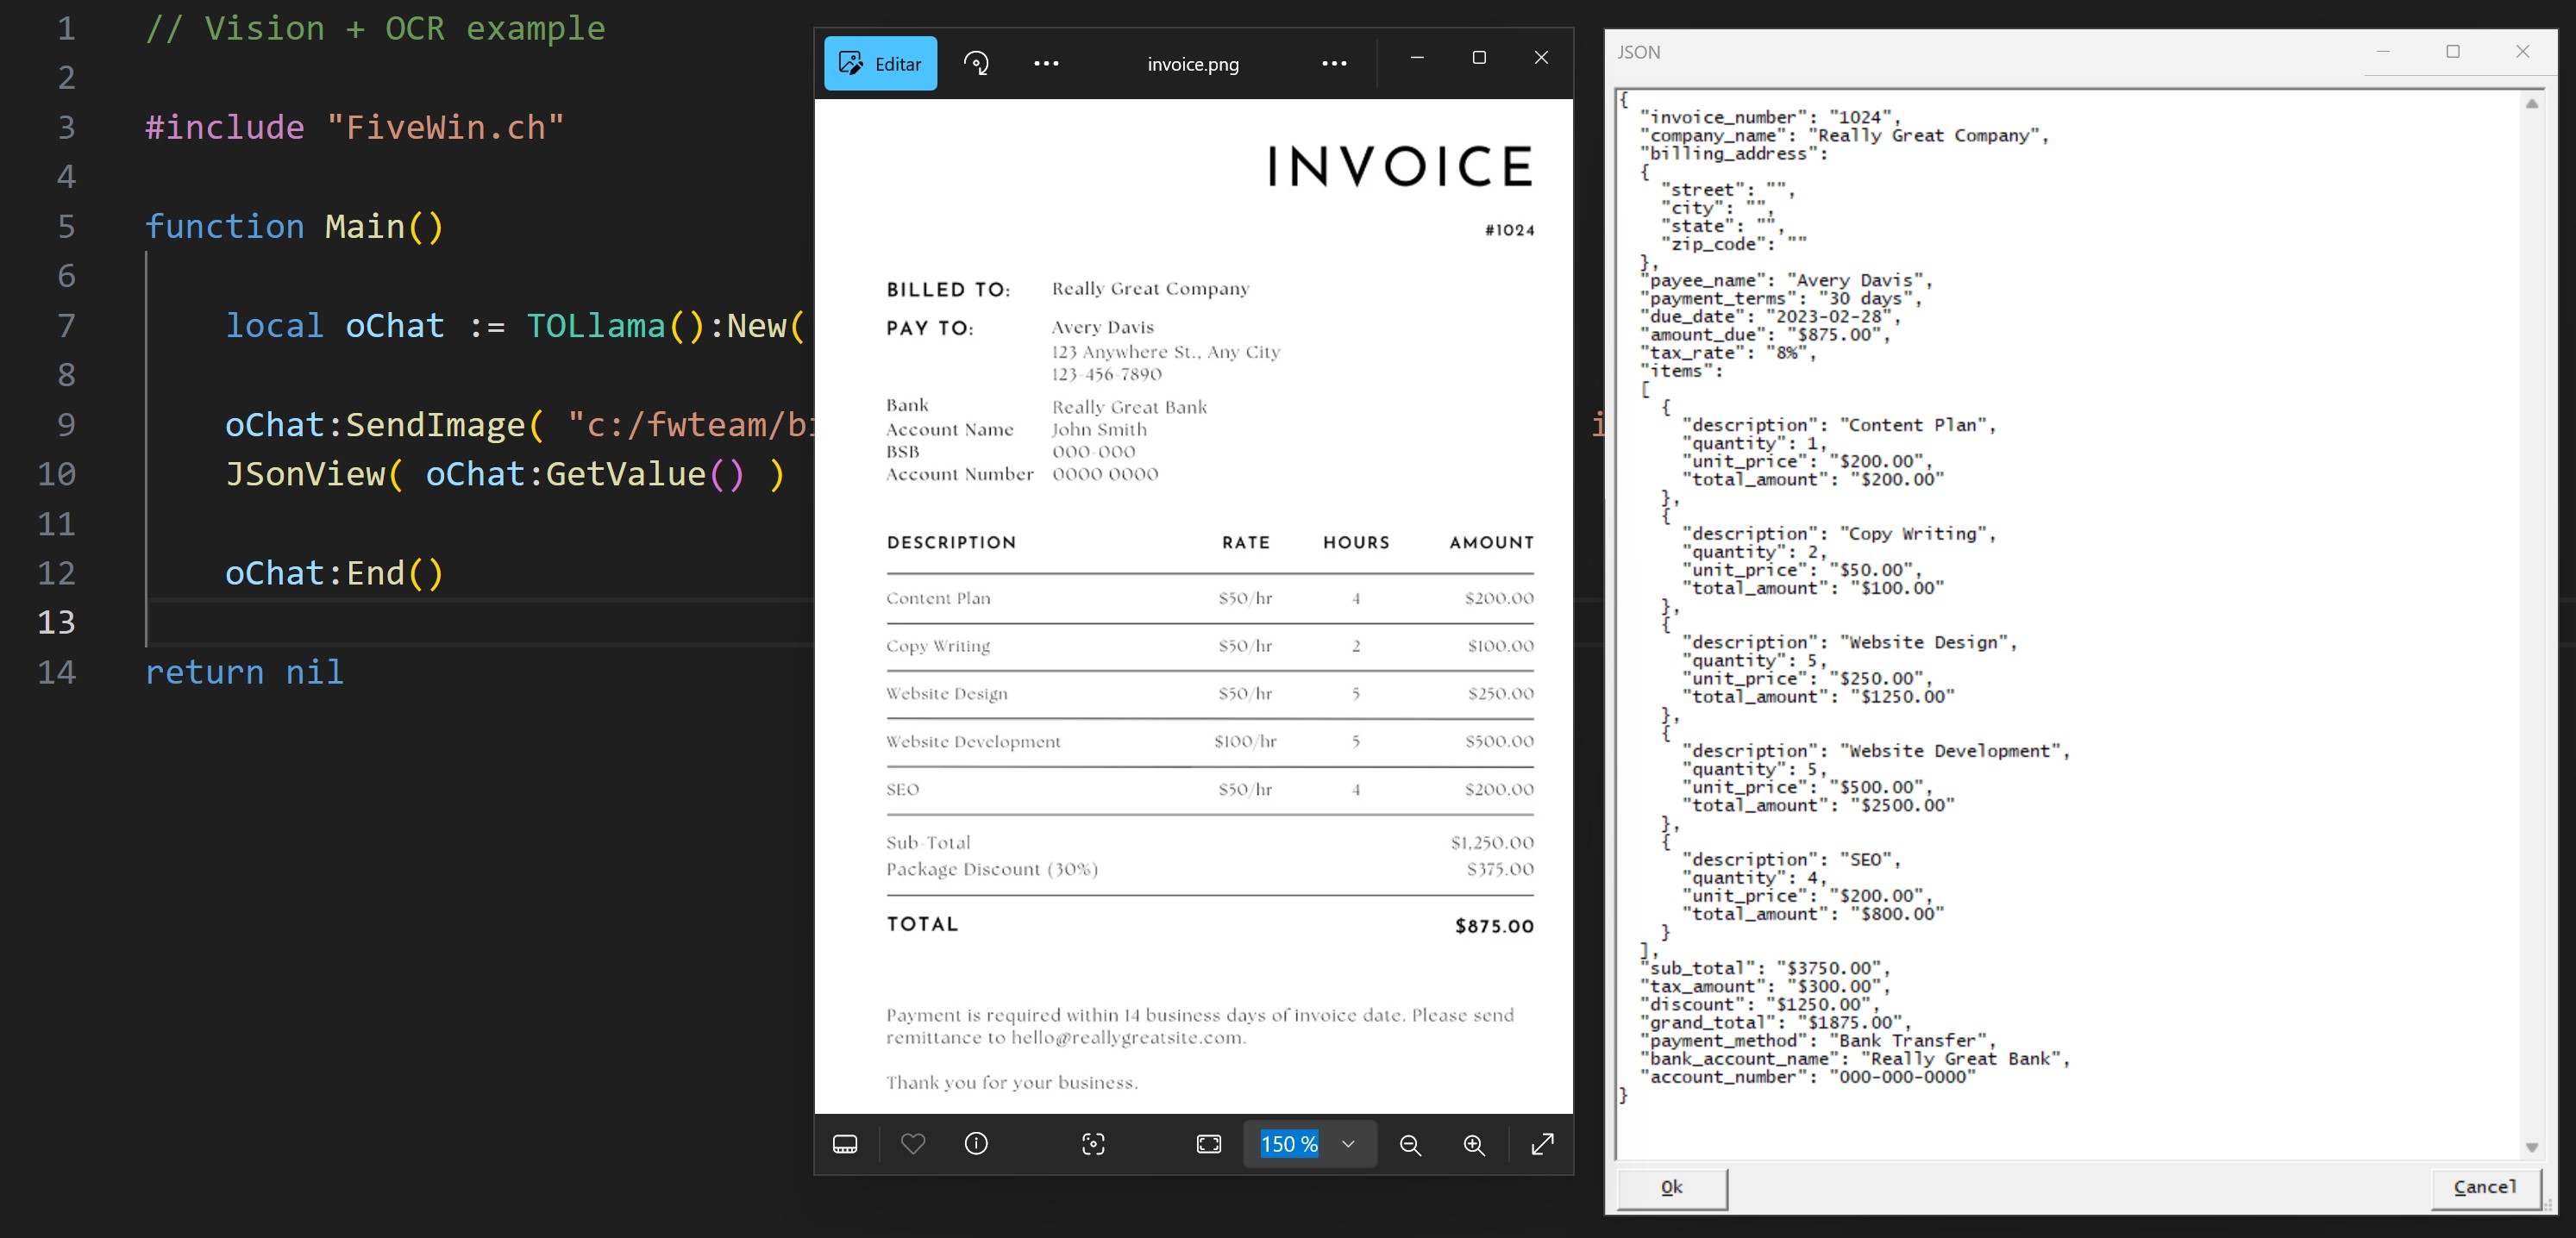 1 // Vision + OCR example
2
3 #include "FiveWin.ch"
4
5 function Main()
6
7 local oChat := TOLlama():New(
8
9 oChat:SendImage( "c:/fwteam/bi
10 JSonView( oChat:GetValue() )
11
12 oChat:End()
13
14 return nil
Editar
invoice.png
INVOICE
#1024
BILLED TO: Really Great Company
PAY TO: Avery Davis
123 Anywhere St., Any City
123-456-7890
Bank Really Great Bank
Account Name John Smith
BSB 000-000
Account Number 0000 0000
DESCRIPTION RATE HOURS AMOUNT
Content Plan $50/hr 4 $200.00
Copy Writing $50/hr 2 $100.00
Website Design $50/hr 5 $250.00
Website Development $100/hr 5 $500.00
SEO $50/hr 4 $200.00
Sub-Total $1,250.00
Package Discount (30%) $375.00
TOTAL $875.00
Payment is required within 14 business days of invoice date. Please send
remittance to hello@reallygreatsite.com.
Thank you for your business.
150 %
JSON
{
"invoice_number": "1024",
"company_name": "Really Great Company",
"billing_address":
{
"street": "",
"city": "",
"state": "",
"zip_code": ""
},
"payee_name": "Avery Davis",
"payment_terms": "30 days",
"due_date": "2023-02-28",
"amount_due": "$875.00",
"tax_rate": "8%",
"items":
[
{
"description": "Content Plan",
"quantity": 1,
"unit_price": "$200.00",
"total_amount": "$200.00"
},
{
"description": "Copy Writing",
"quantity": 2,
"unit_price": "$50.00",
"total_amount": "$100.00"
},
{
"description": "Website Design",
"quantity": 5,
"unit_price": "$250.00",
"total_amount": "$1250.00"
},
{
"description": "Website Development",
"quantity": 5,
"unit_price": "$500.00",
"total_amount": "$2500.00"
},
{
"description": "SEO",
"quantity": 4,
"unit_price": "$200.00",
"total_amount": "$800.00"
}
],
"sub_total": "$3750.00",
"tax_amount": "$300.00",
"discount": "$1250.00",
"grand_total": "$1875.00",
"payment_method": "Bank Transfer",
"bank_account_name": "Really Great Bank",
"account_number": "000-000-0000"
}
Ok
Cancel